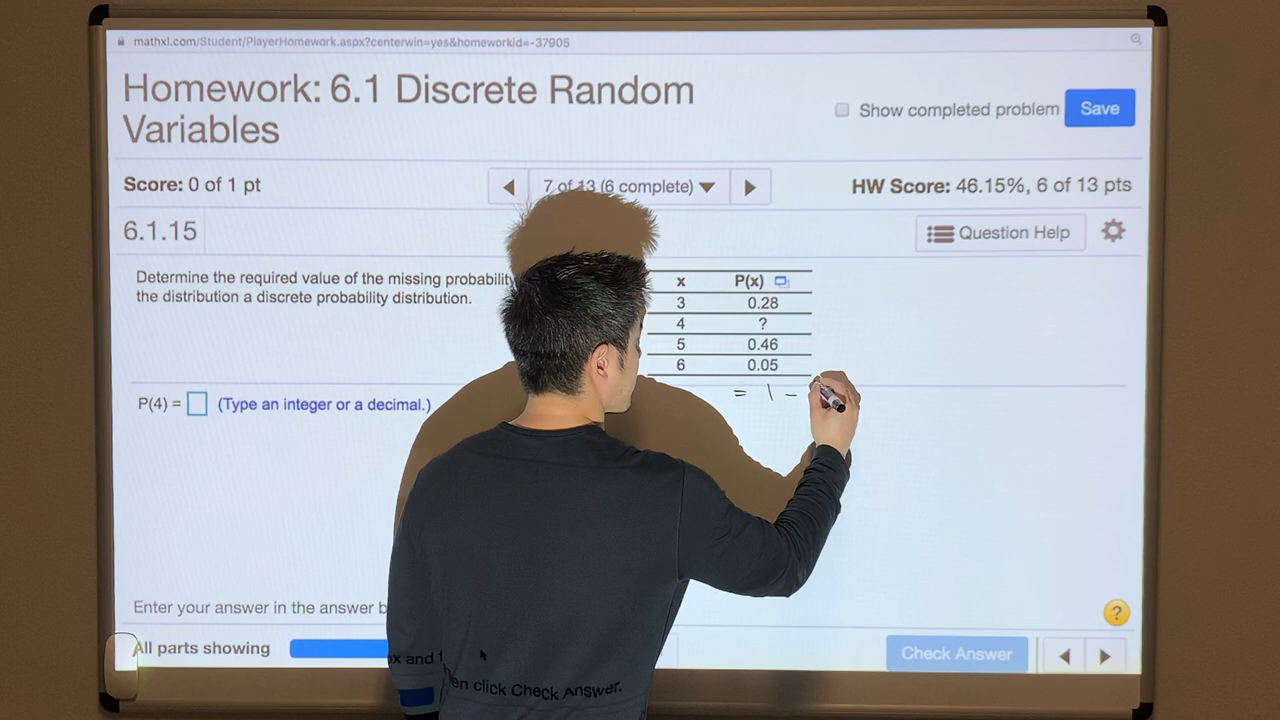 mathxl.com/Student/PlayerHomework.aspx?centerwin=yes&homeworkid=-37905
Homework: 6.1 Discrete Random
Variables
Show completed problem
Save
Score: 0 of 1 pt
7 of 13 (6 complete)
HW Score: 46.15%, 6 of 13 pts
6.1.15
Question Help
Determine the required value of the missing probability
the distribution a discrete probability distribution.
x P(x)
3 0.28
4 ?
5 0.46
6 0.05
= 1 -
P(4) = (Type an integer or a decimal.)
Enter your answer in the answer
?
All parts showing
and
then click Check Answer.
Check Answer